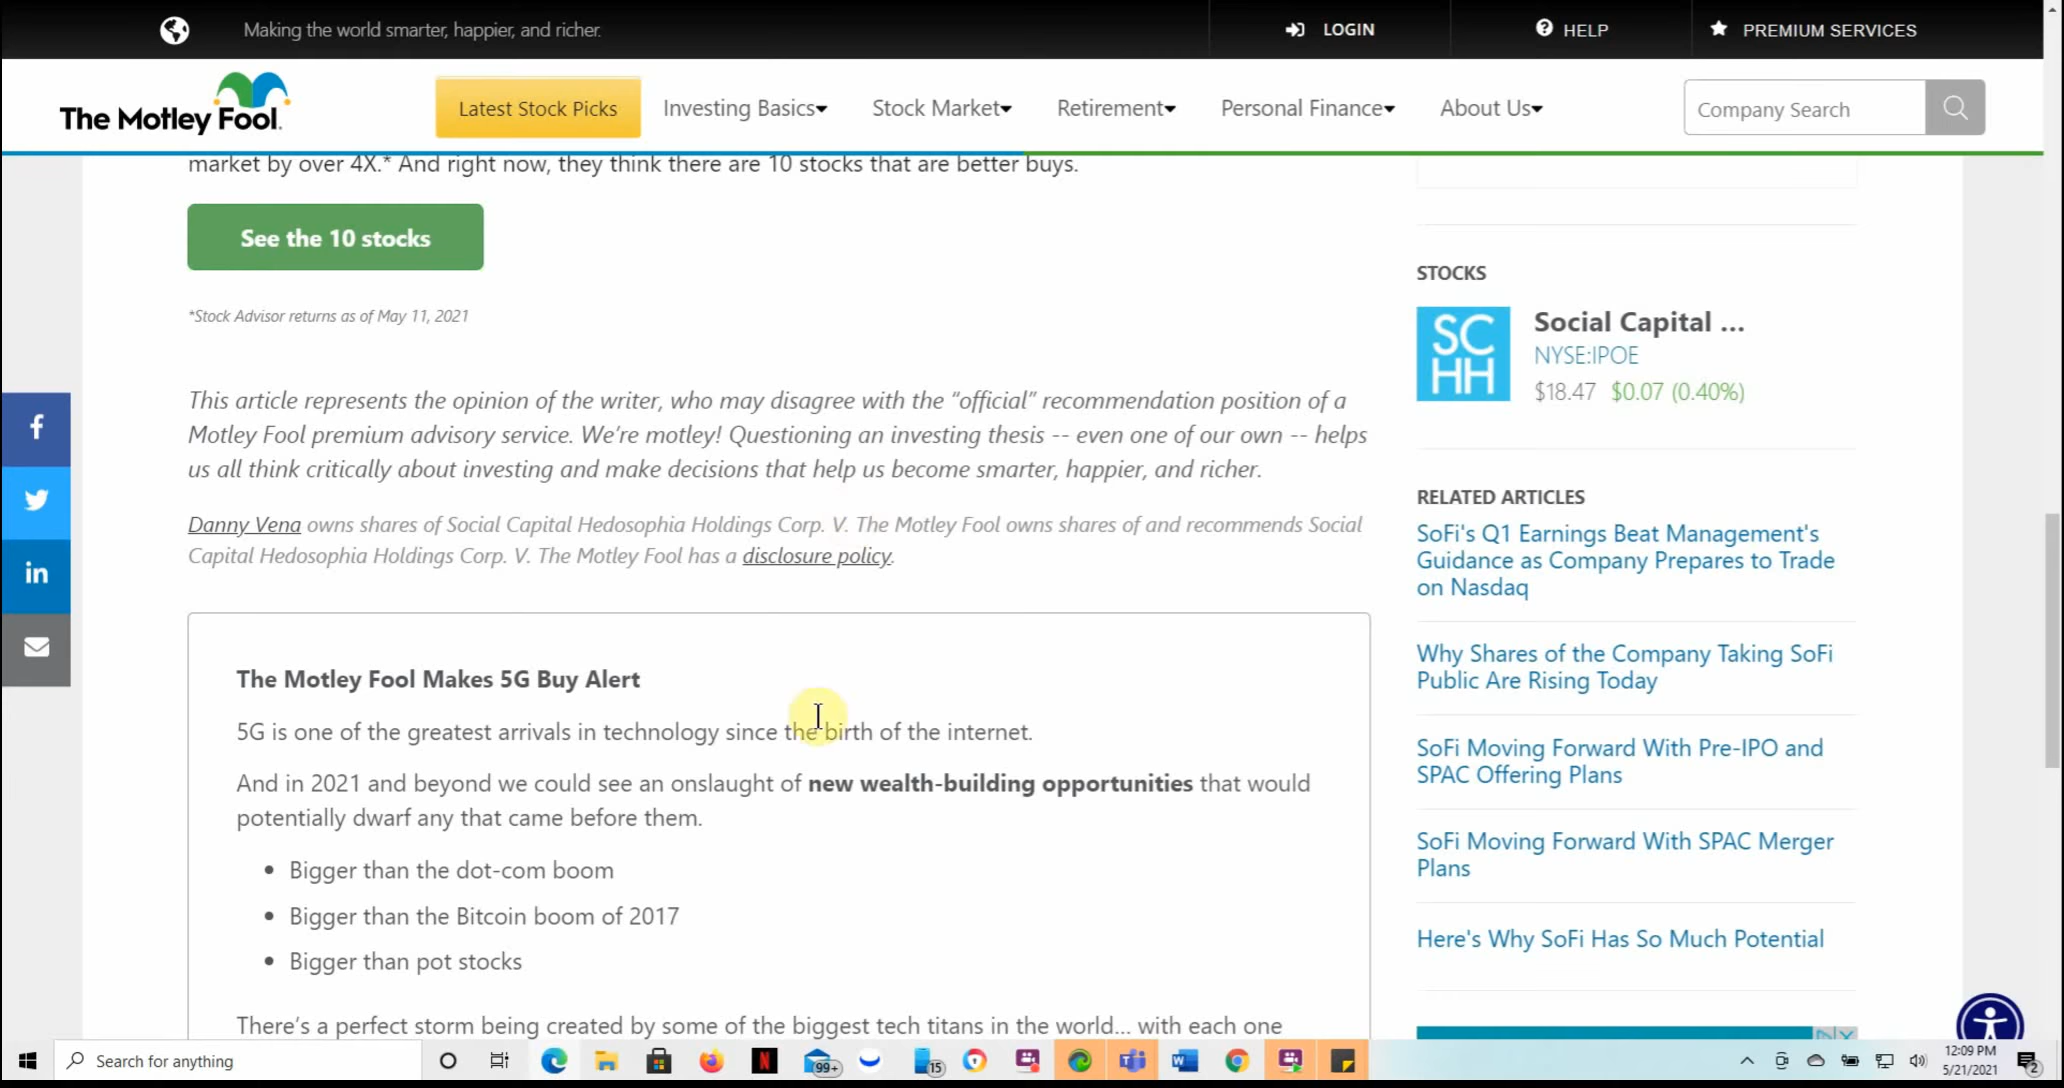 Making the world smarter, happier, and richer.
LOGIN
HELP
PREMIUM SERVICES
The Motley Fool.
Latest Stock Picks
Investing Basics
Stock Market
Retirement
Personal Finance
About Us
Company Search
market by over 4X.* And right now, they think there are 10 stocks that are better buys.
See the 10 stocks
*Stock Advisor returns as of May 11, 2021
This article represents the opinion of the writer, who may disagree with the “official” recommendation position of a
Motley Fool premium advisory service. We’re motley! Questioning an investing thesis -- even one of our own -- helps
us all think critically about investing and make decisions that help us become smarter, happier, and richer.
Danny Vena owns shares of Social Capital Hedosophia Holdings Corp. V. The Motley Fool owns shares of and recommends Social
Capital Hedosophia Holdings Corp. V. The Motley Fool has a disclosure policy.
The Motley Fool Makes 5G Buy Alert
5G is one of the greatest arrivals in technology since the birth of the internet.
And in 2021 and beyond we could see an onslaught of new wealth-building opportunities that would
potentially dwarf any that came before them.
• Bigger than the dot-com boom
• Bigger than the Bitcoin boom of 2017
• Bigger than pot stocks
There’s a perfect storm being created by some of the biggest tech titans in the world... with each one
STOCKS
SC
HH
Social Capital ...
NYSE:IPOE
$18.47 $0.07 (0.40%)
RELATED ARTICLES
SoFi's Q1 Earnings Beat Management's
Guidance as Company Prepares to Trade
on Nasdaq
Why Shares of the Company Taking SoFi
Public Are Rising Today
SoFi Moving Forward With Pre-IPO and
SPAC Offering Plans
SoFi Moving Forward With SPAC Merger
Plans
Here's Why SoFi Has So Much Potential
f
in
Search for anything
N
99+
15
W
12:09 PM
5/21/2021
2